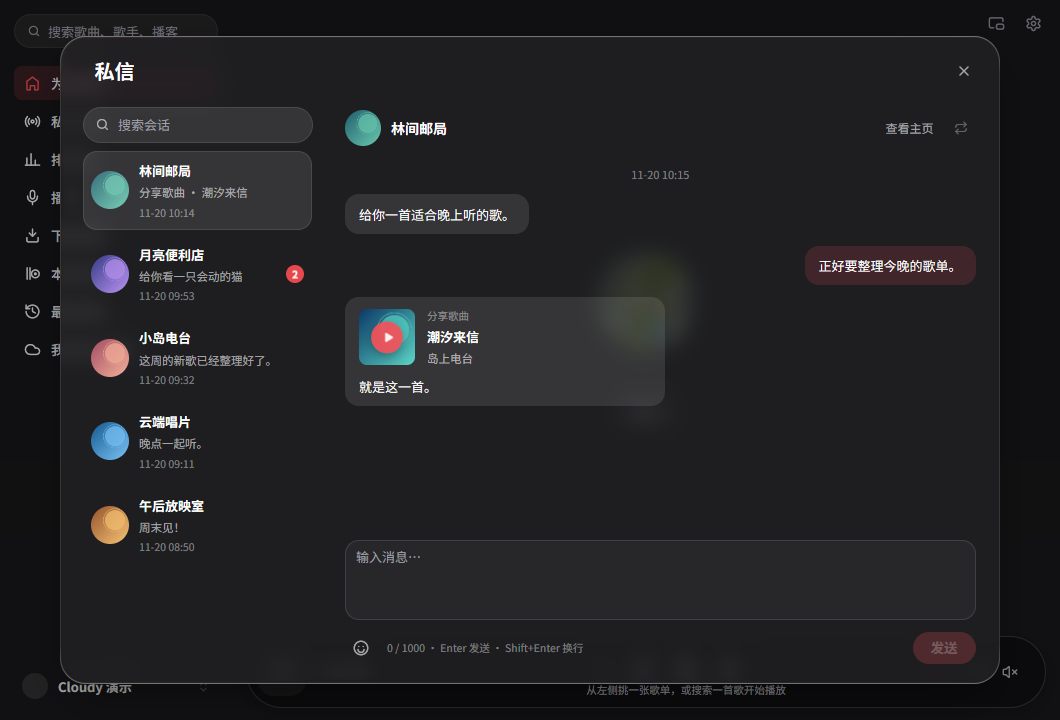 搜索歌曲、歌手、播客
私信
搜索会话
林间邮局
分享歌曲 · 潮汐来信
11-20 10:14
月亮便利店
给你看一只会动的猫
2
11-20 09:53
小岛电台
这周的新歌已经整理好了。
11-20 09:32
云端唱片
晚点一起听。
11-20 09:11
午后放映室
周末见！
11-20 08:50
林间邮局
查看主页
11-20 10:15
给你一首适合晚上听的歌。
正好要整理今晚的歌单。
分享歌曲
潮汐来信
岛上电台
就是这一首。
输入消息…
0 / 1000 · Enter 发送 · Shift+Enter 换行
发送
为
私
排
播
下
本
最
我
Cloudy 演示
从左侧挑一张歌单，或搜索一首歌开始播放